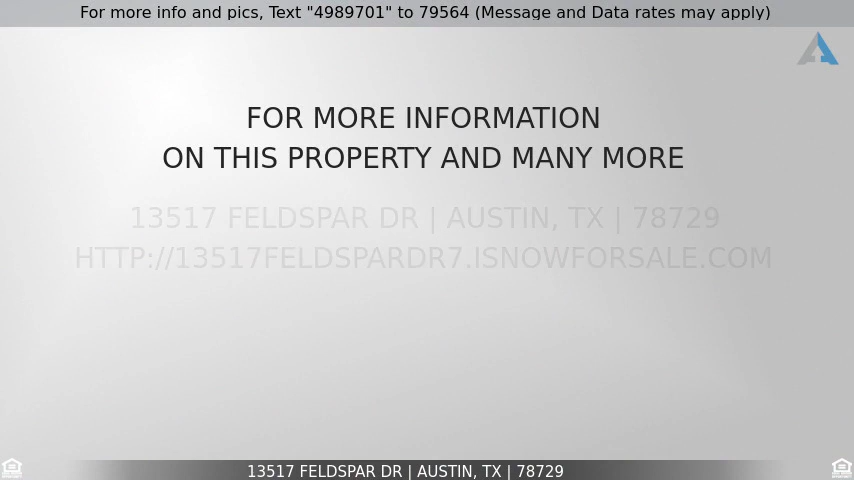 For more info and pics, Text "4989701" to 79564 (Message and Data rates may apply)
FOR MORE INFORMATION
ON THIS PROPERTY AND MANY MORE
13517 FELDSPAR DR | AUSTIN, TX | 78729
HTTP://13517FELDSPARDR7.ISNOWFORSALE.COM
13517 FELDSPAR DR | AUSTIN, TX | 78729